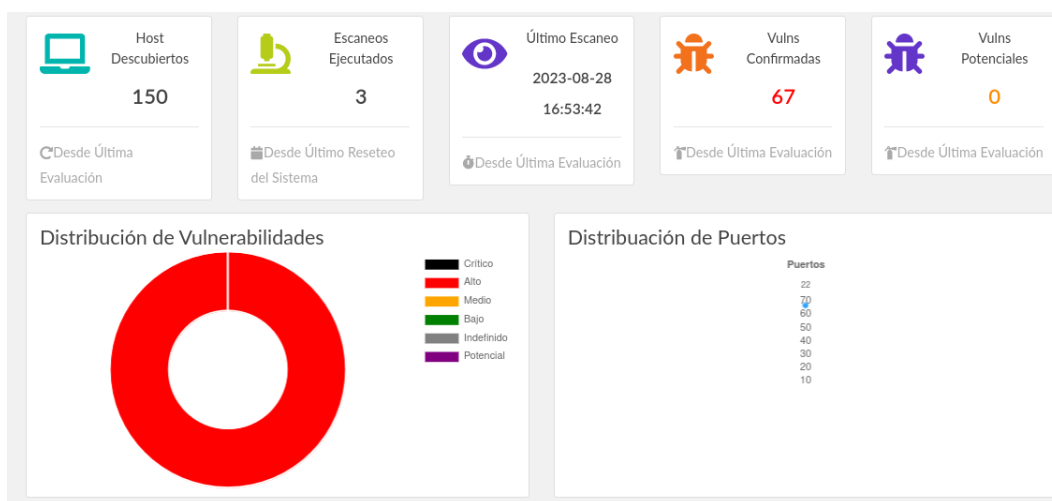 Host
Descubiertos
150
Desde Última
Evaluación
Escaneos
Ejecutados
3
Desde Último Reseteo
del Sistema
Último Escaneo
2023-08-28
16:53:42
Desde Última Evaluación
Vulns
Confirmadas
67
Desde Última Evaluación
Vulns
Potenciales
0
Desde Última Evaluación
Distribución de Vulnerabilidades
Crítico
Alto
Medio
Bajo
Indefinido
Potencial
Distribuación de Puertos
Puertos
22
70
60
50
40
30
20
10